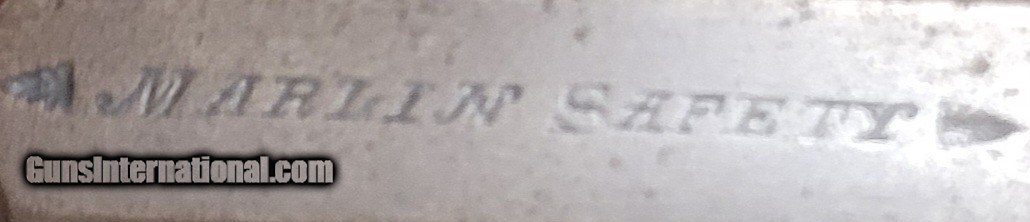 MARLIN SAFETY
GunsInternational.com